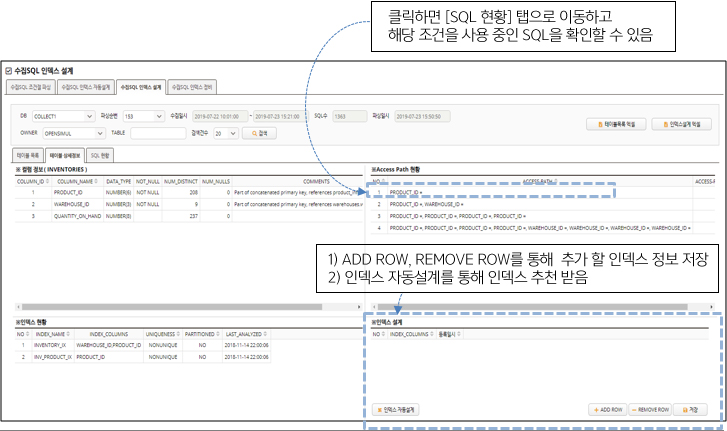 클릭하면 [SQL 현황] 탭으로 이동하고
해당 조건을 사용 중인 SQL을 확인할 수 있음
수집SQL 인덱스 설계
수집SQL 조건절 파싱 수집SQL 인덱스 자동설계 수집SQL 인덱스 설계 수집SQL 인덱스 정비
DB COLLECT1 파싱순번 153 수집일시 2019-07-22 10:01:00 ~ 2019-07-23 15:21:00 SQL수 1363 파싱일시 2019-07-23 15:50:50
OWNER OPENSIMUL TABLE 검색건수 20 검색
테이블목록 엑셀 인덱스설계 엑셀
테이블 목록 테이블 상세정보 SQL 현황
※ 컬럼 정보( INVENTORIES )
COLUMN_ID COLUMN_NAME DATA_TYPE NOT_NULL NUM_DISTINCT NUM_NULLS COMMENTS
1 PRODUCT_ID NUMBER(6) NOT NULL 208 0 Part of concatenated primary key, references product_
2 WAREHOUSE_ID NUMBER(3) NOT NULL 9 0 Part of concatenated primary key, references warehouses.
3 QUANTITY_ON_HAND NUMBER(8) 237 0
※Access Path 현황
NO ACCESS_PATH ACCESS
1 PRODUCT_ID =
2 PRODUCT_ID =, WAREHOUSE_ID =
3 PRODUCT_ID =, PRODUCT_ID =, PRODUCT_ID =, PRODUCT_ID =
4 PRODUCT_ID =, PRODUCT_ID =, PRODUCT_ID =, PRODUCT_ID =, WAREHOUSE_ID =, WAREHOUSE_ID =, WAREHOUSE_ID =, WAREHOUSE_ID =
1) ADD ROW, REMOVE ROW를 통해 추가 할 인덱스 정보 저장
2) 인덱스 자동설계를 통해 인덱스 추천 받음
※인덱스 현황
NO INDEX_NAME INDEX_COLUMNS UNIQUENESS PARTITIONED LAST_ANALYZED
1 INVENTORY_IX WAREHOUSE_ID,PRODUCT_ID NONUNIQUE NO 2018-11-14 22:00:06
2 INV_PRODUCT_IX PRODUCT_ID NONUNIQUE NO 2018-11-14 22:00:06
※인덱스 설계
NO INDEX_COLUMNS 등록일시
인덱스 자동설계 ADD ROW REMOVE ROW 저장